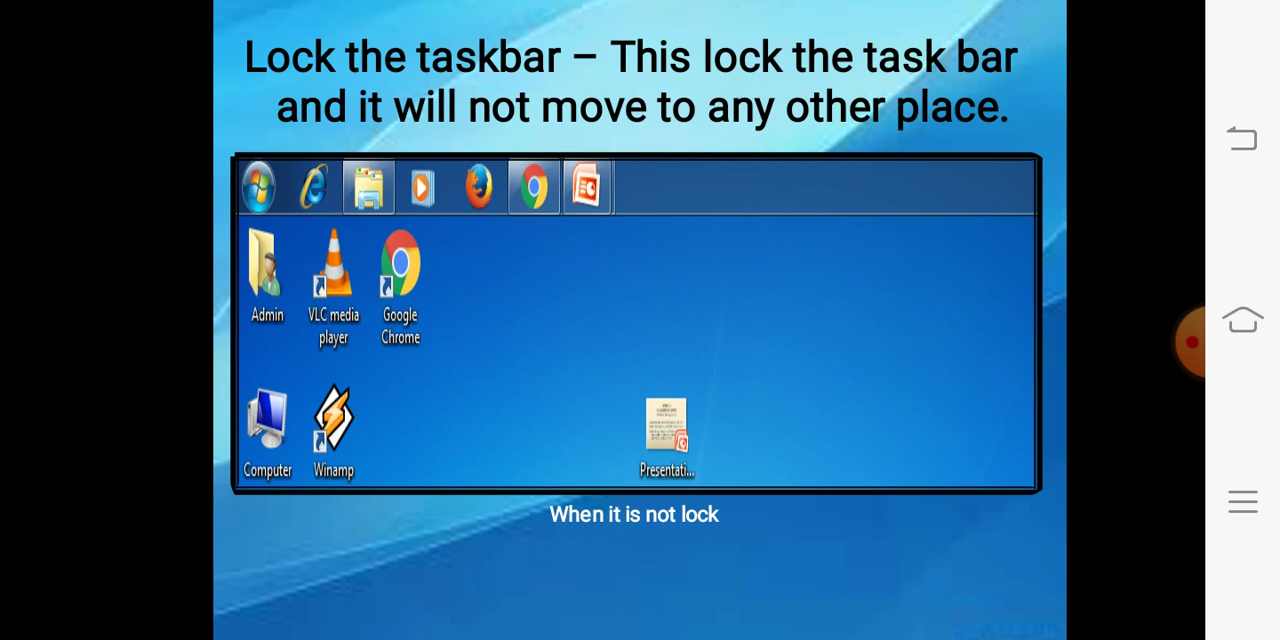 Lock the taskbar – This lock the task bar
and it will not move to any other place.
Admin
VLC media
player
Google
Chrome
Computer
Winamp
Presentati...
When it is not lock